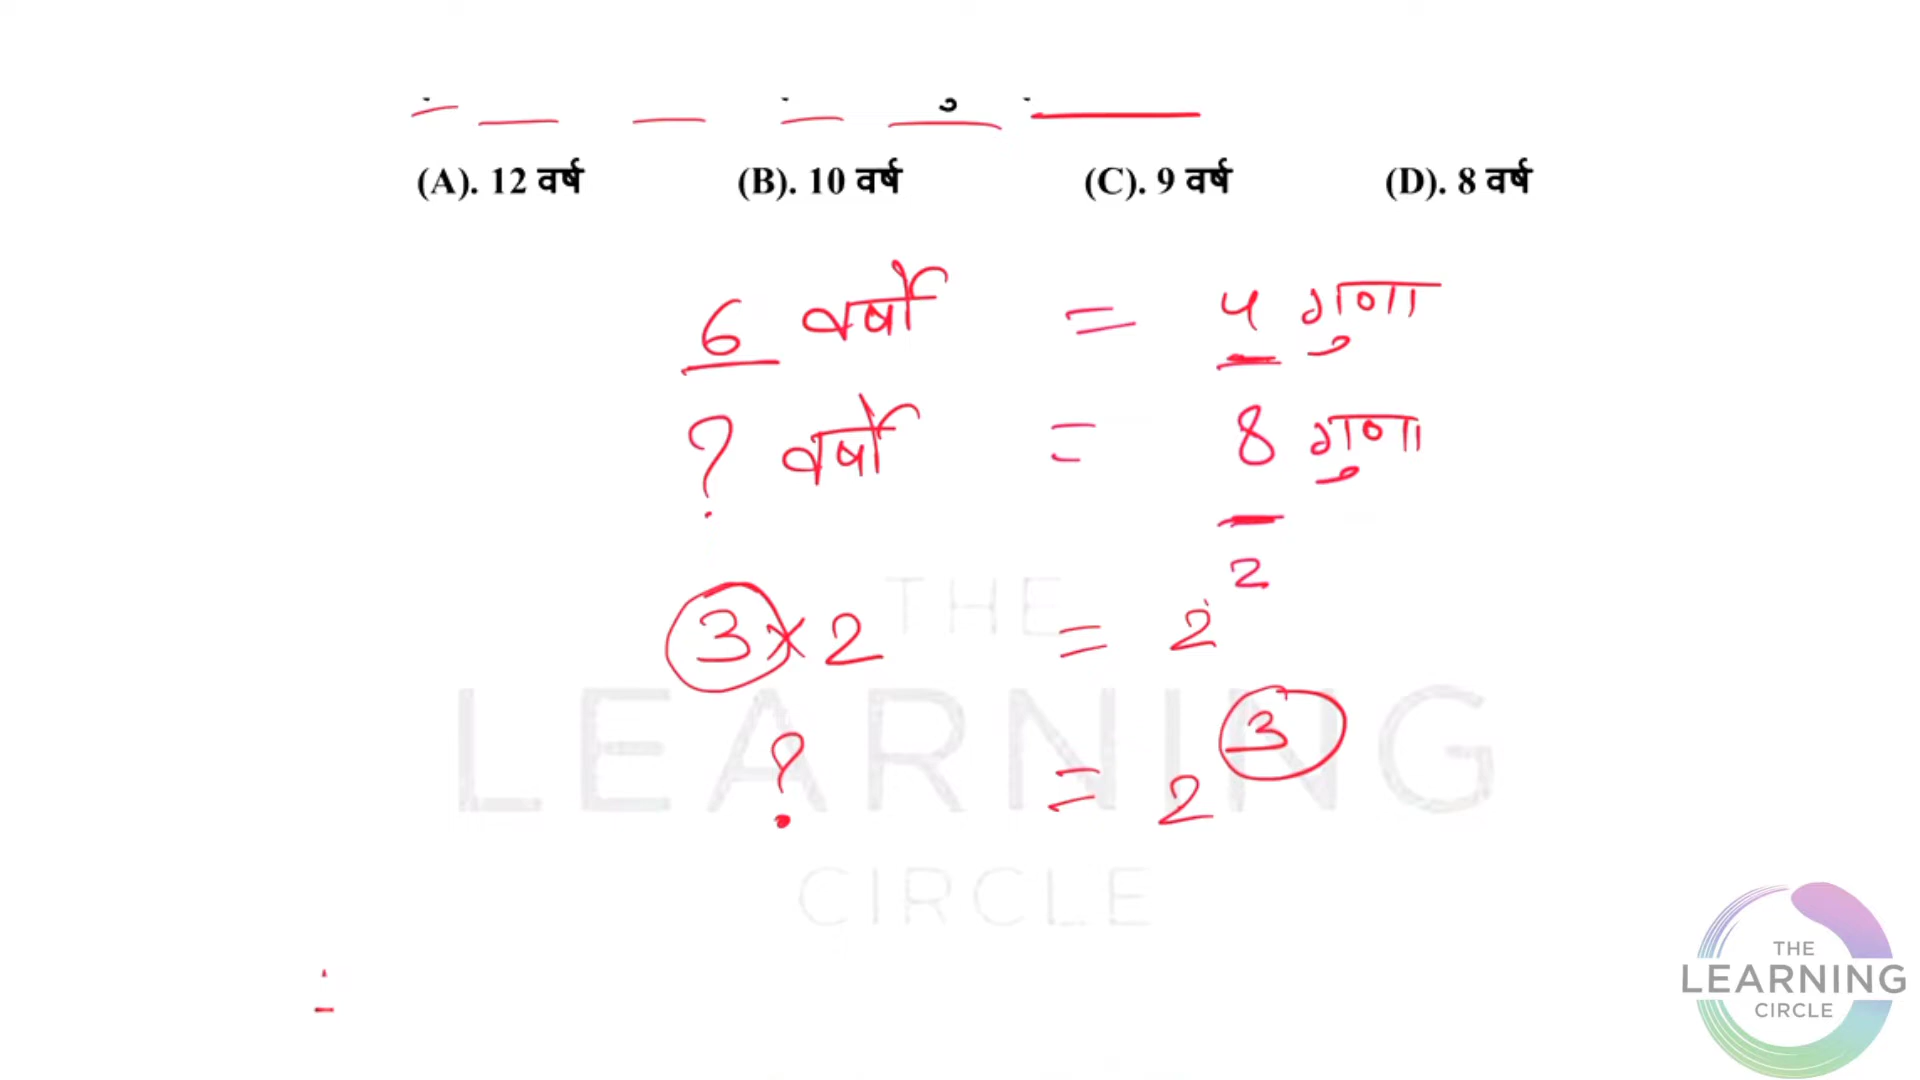 (A). 12 वर्ष (B). 10 वर्ष (C). 9 वर्ष (D). 8 वर्ष
6 वर्षो = 4 गुणा
? वर्षो = 8 गुणा
2
3 × 2 = 2
3
? = 2
THE
LEARNING
CIRCLE
THE
LEARNING
CIRCLE